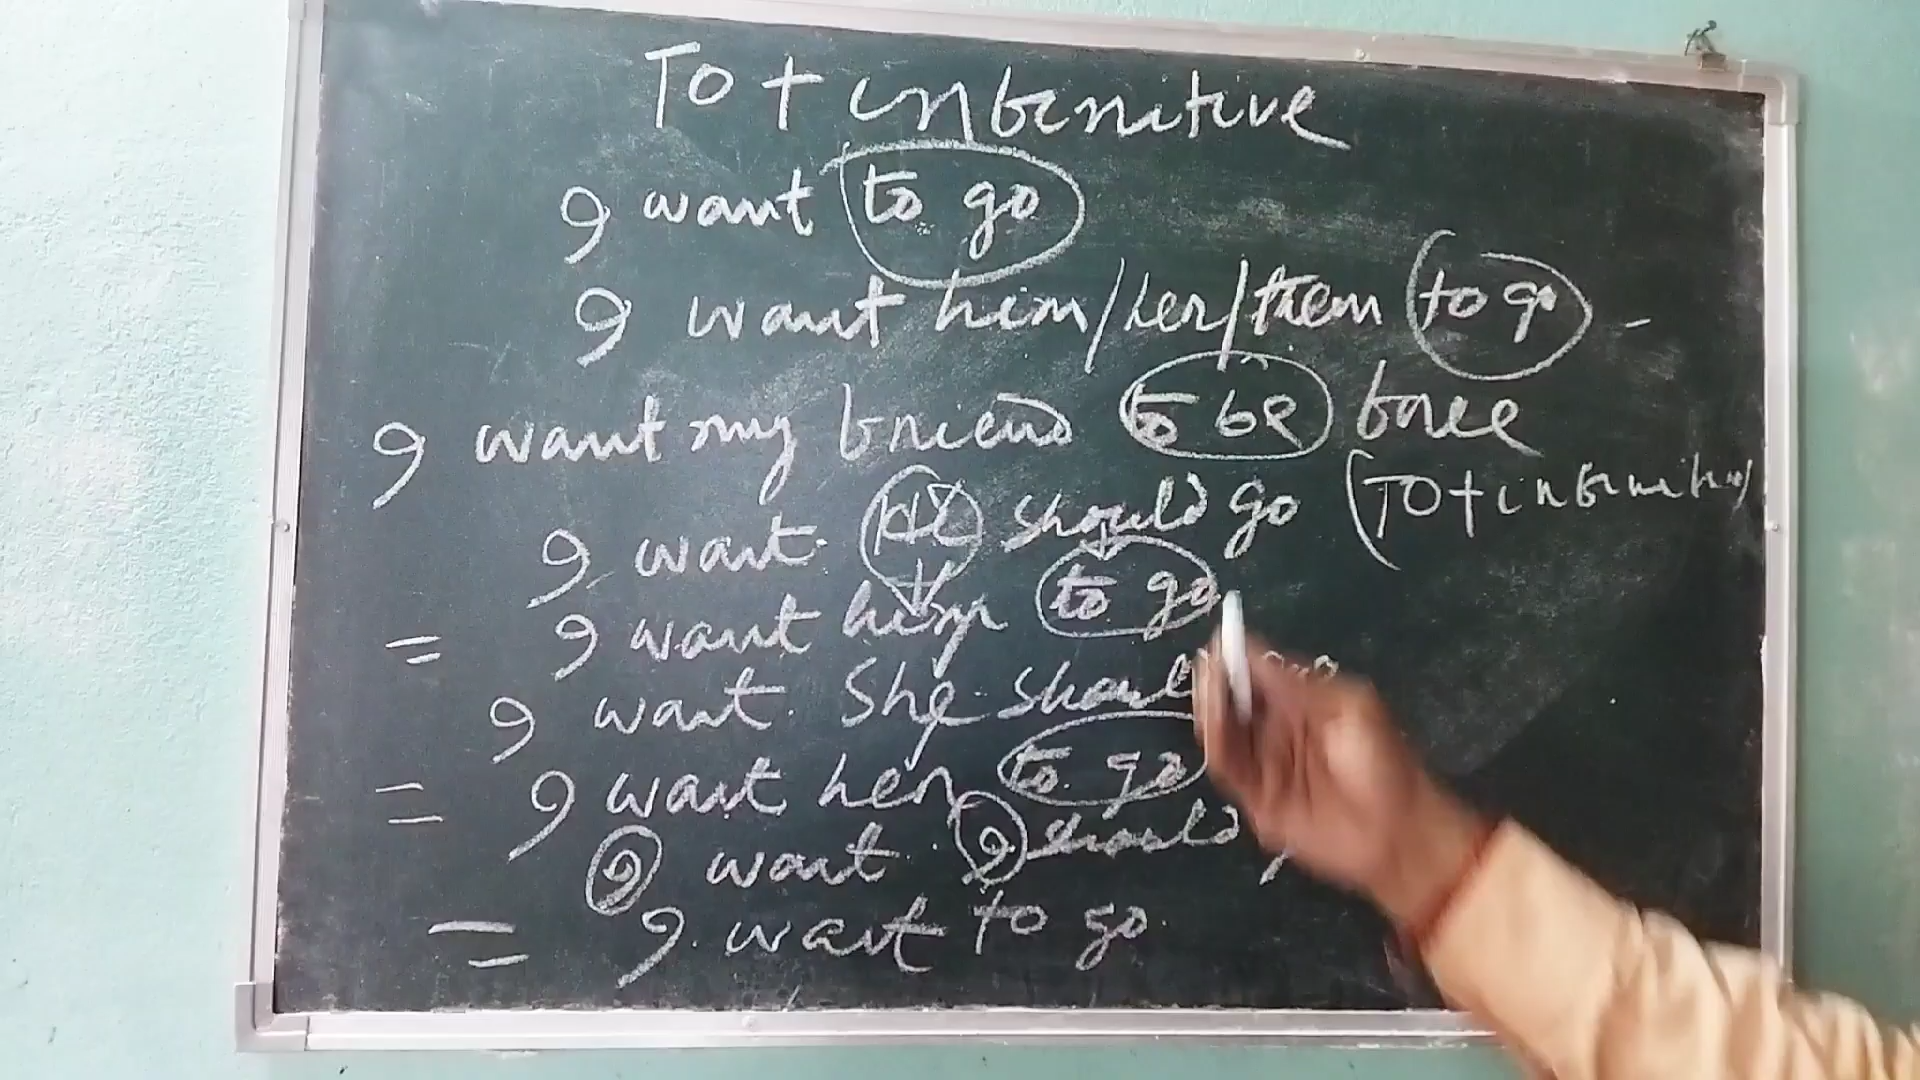 To + infinitive
I want to go
I want him/her/them to go -
I want my friend to be free
I want. He should go (To + infinitive)
= I want him to go
I want. She should go
= I want her to go
I want. I should
= I want to go.